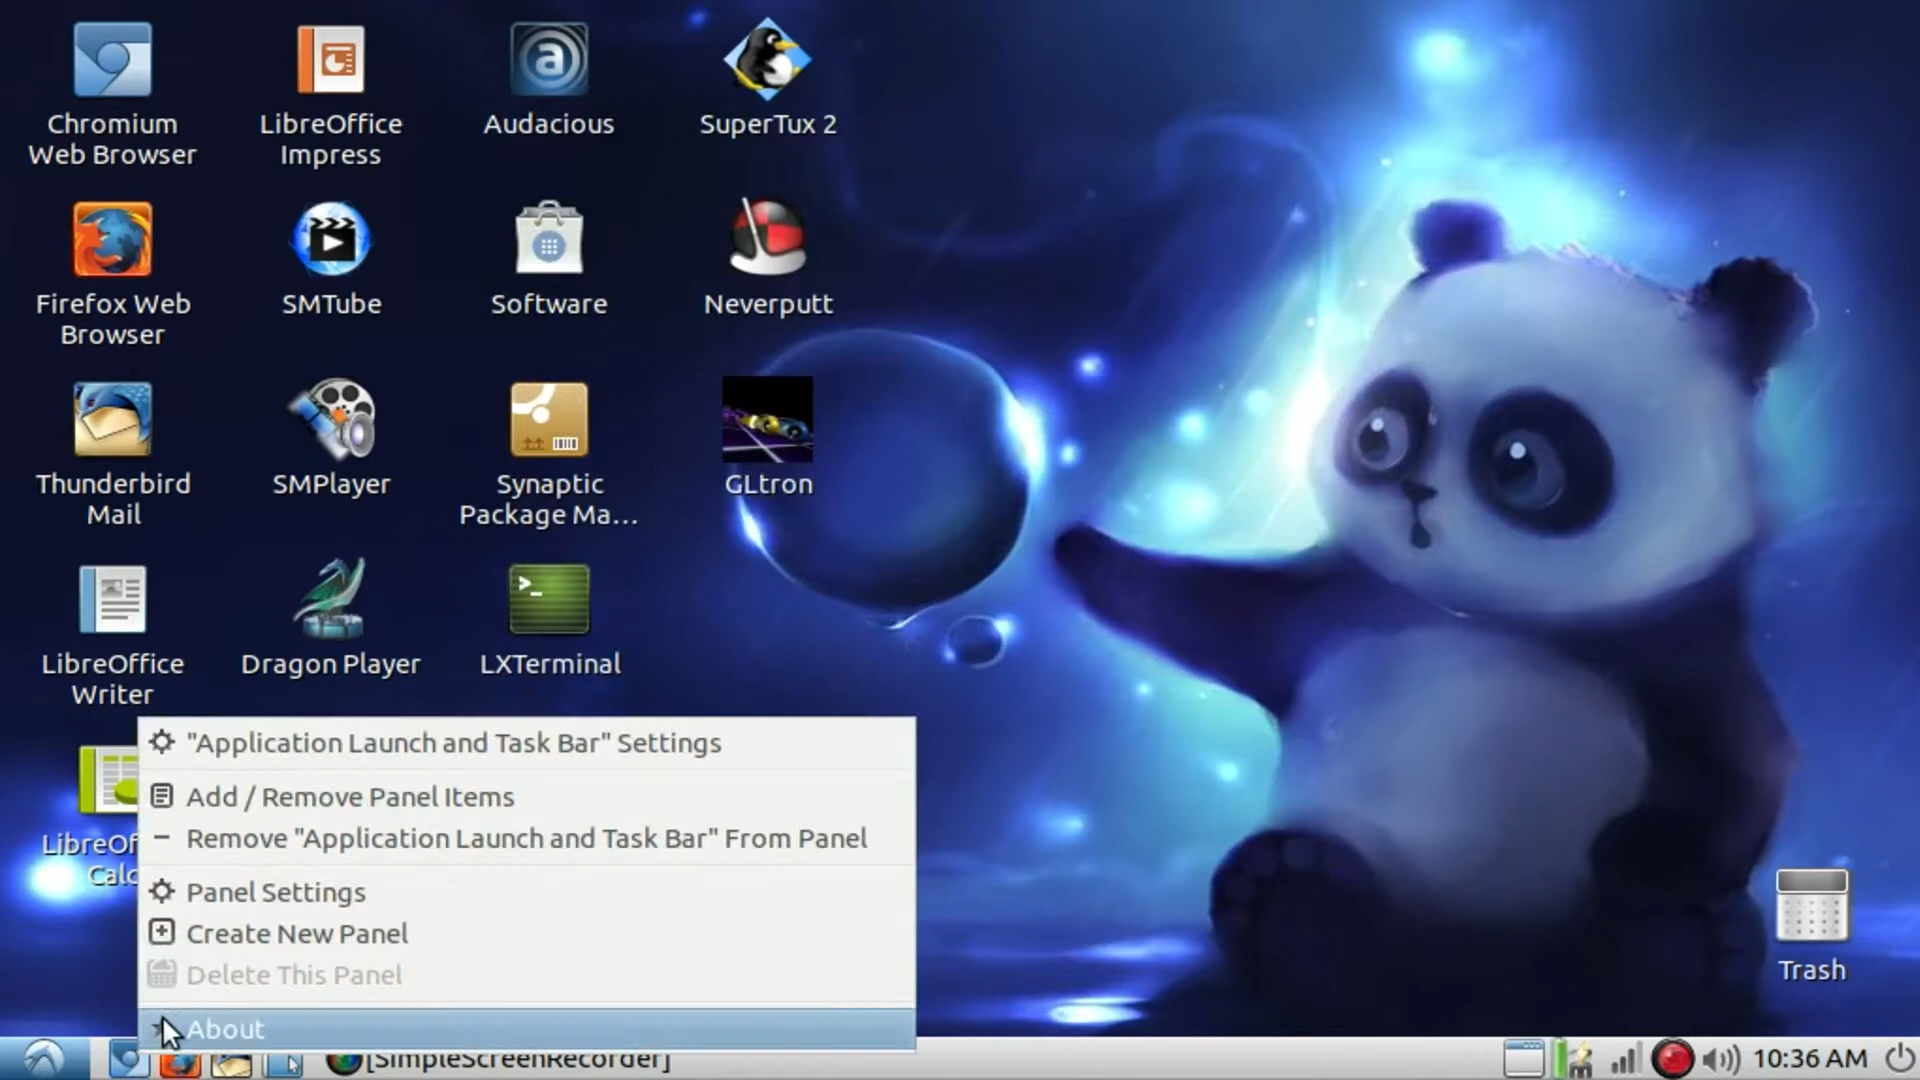 Chromium
Web Browser
LibreOffice
Impress
Audacious
SuperTux 2
Firefox Web
Browser
SMTube
Software
Neverputt
Thunderbird
Mail
SMPlayer
Synaptic
Package Ma...
GLtron
LibreOffice
Writer
Dragon Player
LXTerminal
LibreOf
Calc
"Application Launch and Task Bar" Settings
Add / Remove Panel Items
Remove "Application Launch and Task Bar" From Panel
Panel Settings
Create New Panel
Delete This Panel
About
Trash
[SimpleScreenRecorder]
10:36 AM